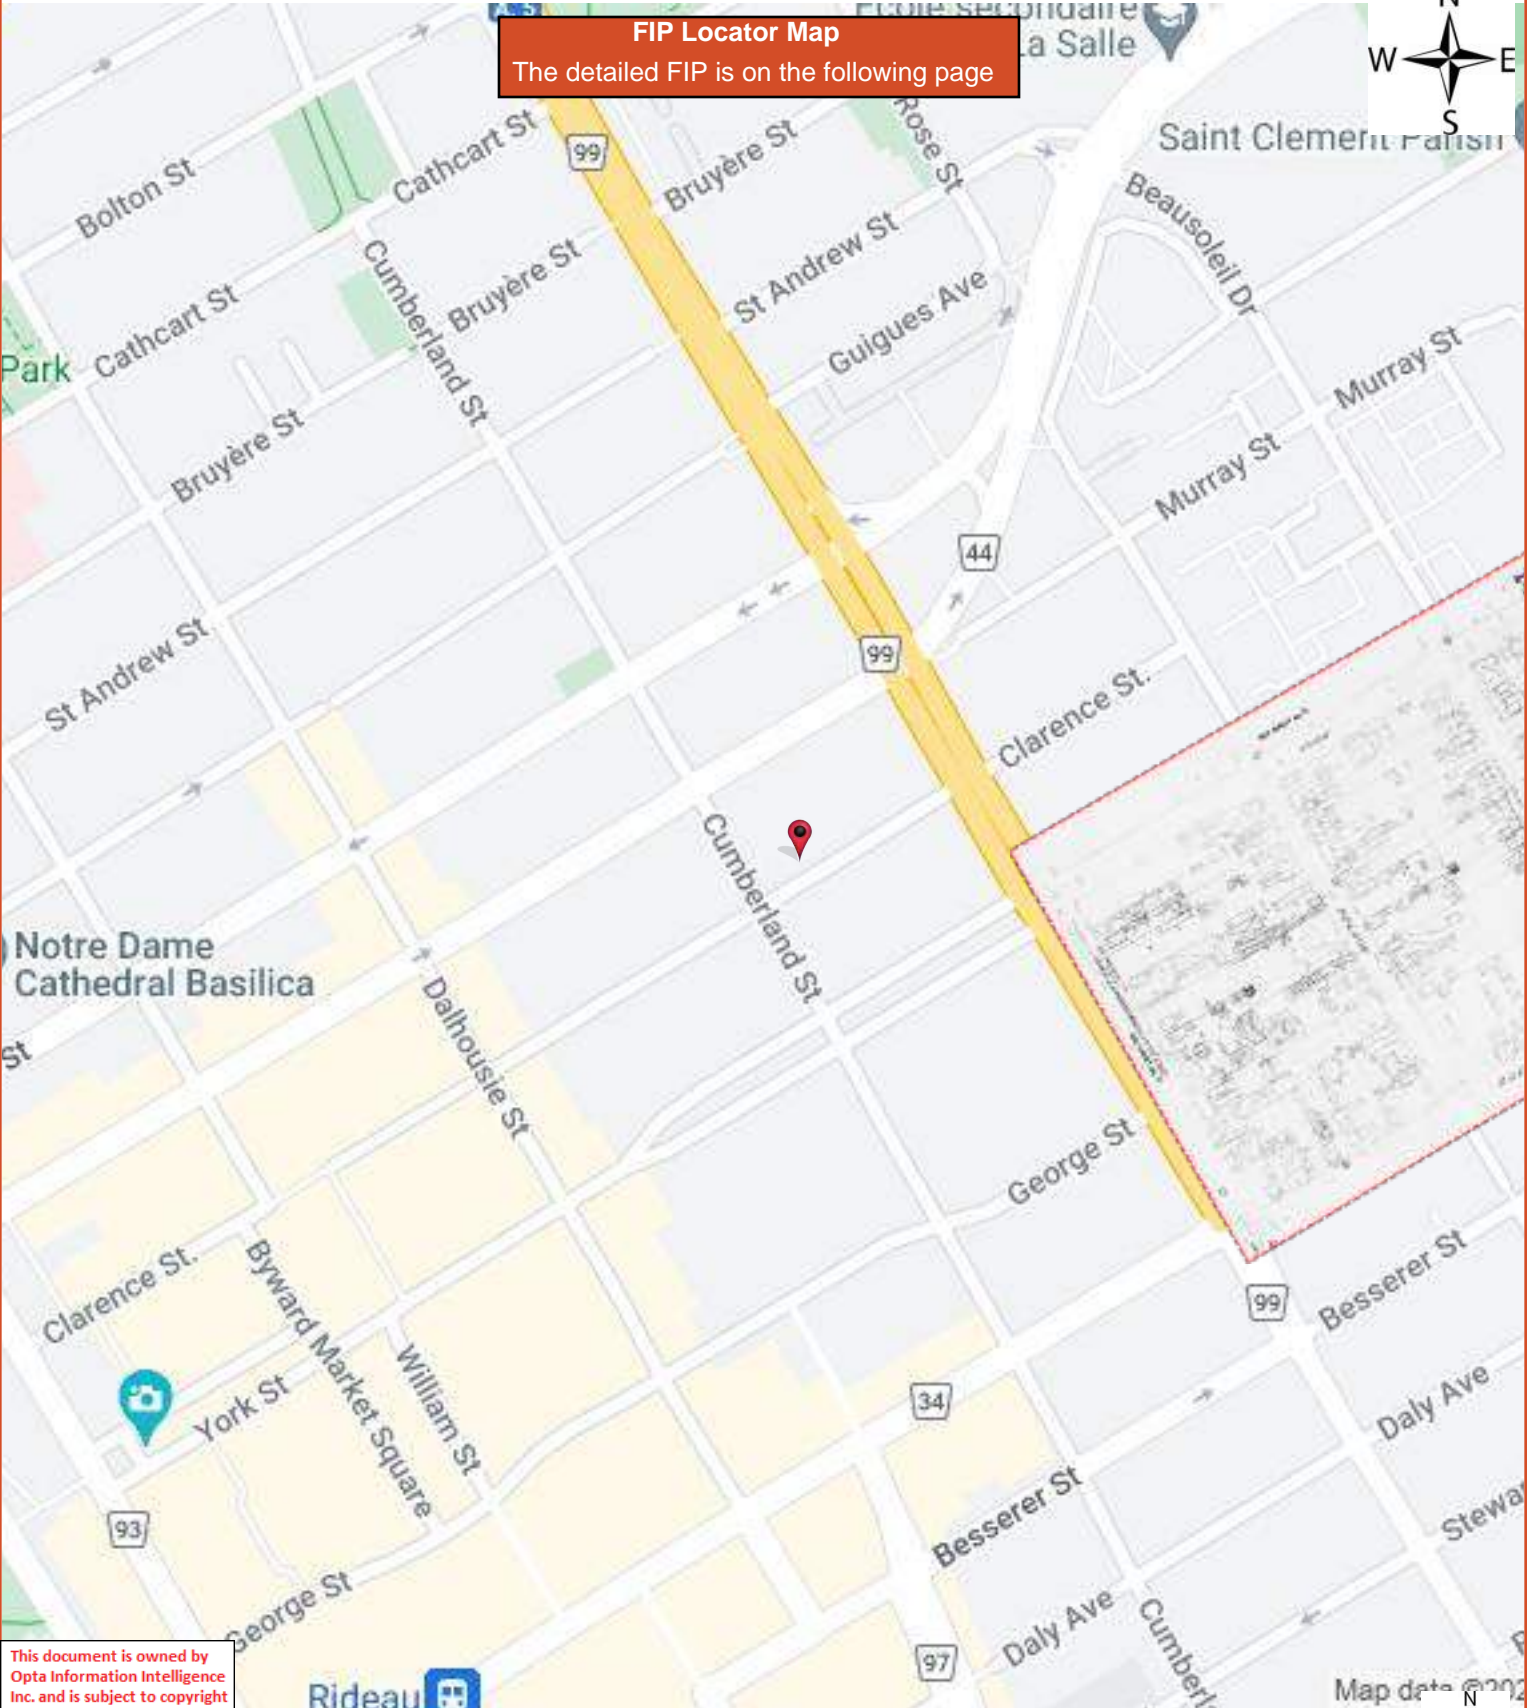 FIP Locator Map
The detailed FIP is on the following page
École secondaire
La Salle
N
W
E
S
Saint Clement Parish
99
Cathcart St
Bolton St
Bruyère St
Rose St
Beausoleil Dr
St Andrew St
Guigues Ave
Cumberland St
Bruyère St
Cathcart St
Park
Murray St
Bruyère St
Murray St
44
99
St Andrew St
Clarence St.
Cumberland St
Notre Dame
Cathedral Basilica
St
Dalhousie St
George St
Clarence St.
Byward Market Square
William St
York St
99
Besserer St
34
Daly Ave
93
Besserer St
George St
Daly Ave
97
Rideau
This document is owned by
Opta Information Intelligence
Inc. and is subject to copyright
Map data
N